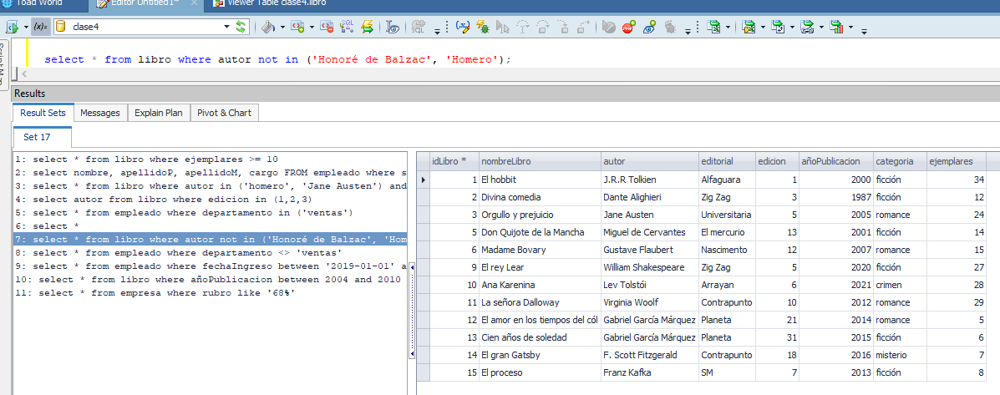 Toad World Editor Untitled1* Viewer Table clase4.libro
(x)= clase4 SQL SQL
select * from libro where autor not in ('Honoré de Balzac', 'Homero');
Results
Result Sets Messages Explain Plan Pivot & Chart
Set 17
1: select * from libro where ejemplares >= 10
2: select nombre, apellidoP, apellidoM, cargo FROM empleado where s
3: select * from libro where autor in ('homero', 'Jane Austen') and
4: select autor from libro where edicion in (1,2,3)
5: select * from empleado where departamento in ('ventas')
6: select *
7: select * from libro where autor not in ('Honoré de Balzac', 'Hom
8: select * from empleado where departamento <> 'ventas'
9: select * from empleado where fechaIngreso between '2019-01-01' a
10: select * from libro where añoPublicacion between 2004 and 2010
11: select * from empresa where rubro like '68%'
idLibro * nombreLibro autor editorial edicion añoPublicacion categoria ejemplares
1 El hobbit J.R.R Tolkien Alfaguara 1 2000 ficción 34
2 Divina comedia Dante Alighieri Zig Zag 3 1987 ficción 12
3 Orgullo y prejuicio Jane Austen Universitaria 5 2005 romance 24
5 Don Quijote de la Mancha Miguel de Cervantes El mercurio 13 2001 ficción 14
6 Madame Bovary Gustave Flaubert Nascimento 12 2007 romance 15
9 El rey Lear William Shakespeare Zig Zag 5 2020 ficción 27
10 Ana Karenina Lev Tolstói Arrayan 6 2021 crimen 28
11 La señora Dalloway Virginia Woolf Contrapunto 10 2012 romance 29
12 El amor en los tiempos del cól Gabriel García Márquez Planeta 21 2014 romance 5
13 Cien años de soledad Gabriel García Márquez Planeta 31 2015 ficción 6
14 El gran Gatsby F. Scott Fitzgerald Contrapunto 18 2016 misterio 7
15 El proceso Franz Kafka SM 7 2013 ficción 8